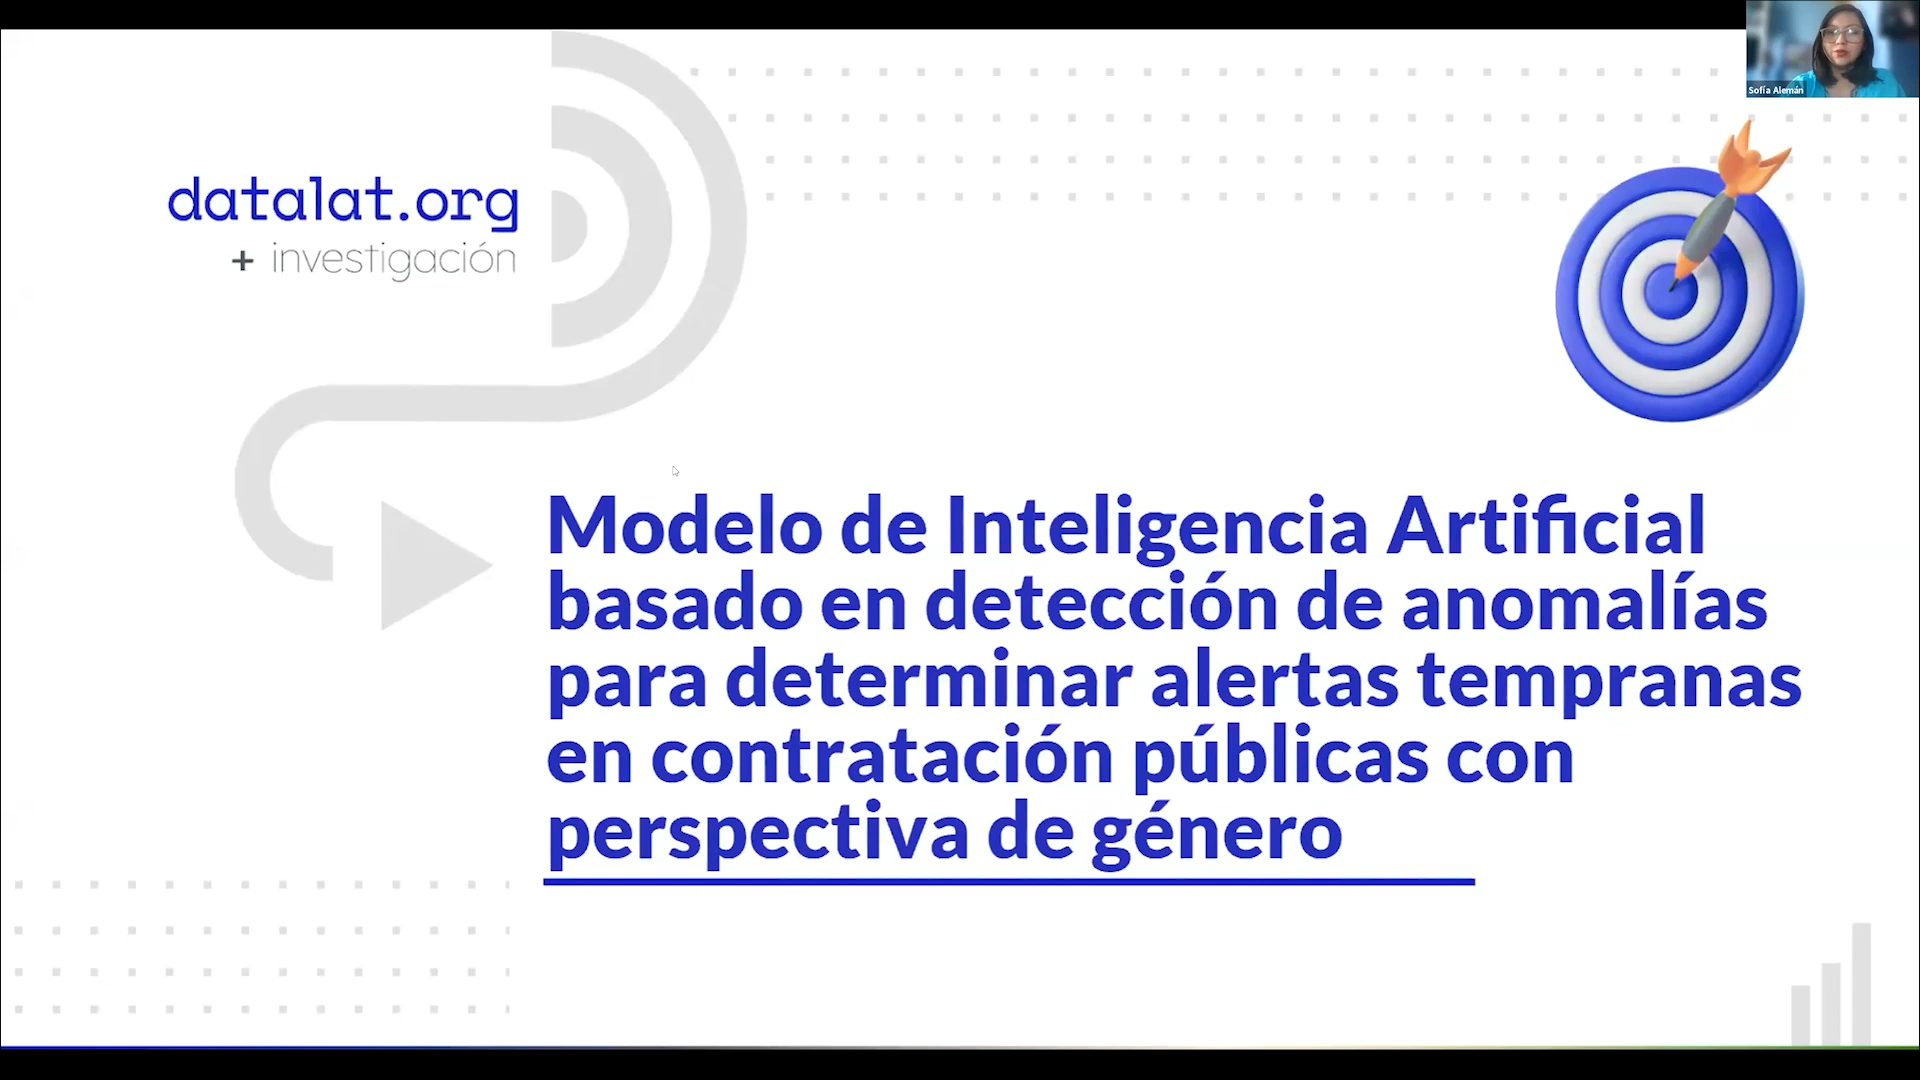 Sofía Alemán
datalat.org
+ investigación
Modelo de Inteligencia Artificial
basado en detección de anomalías
para determinar alertas tempranas
en contratación públicas con
perspectiva de género